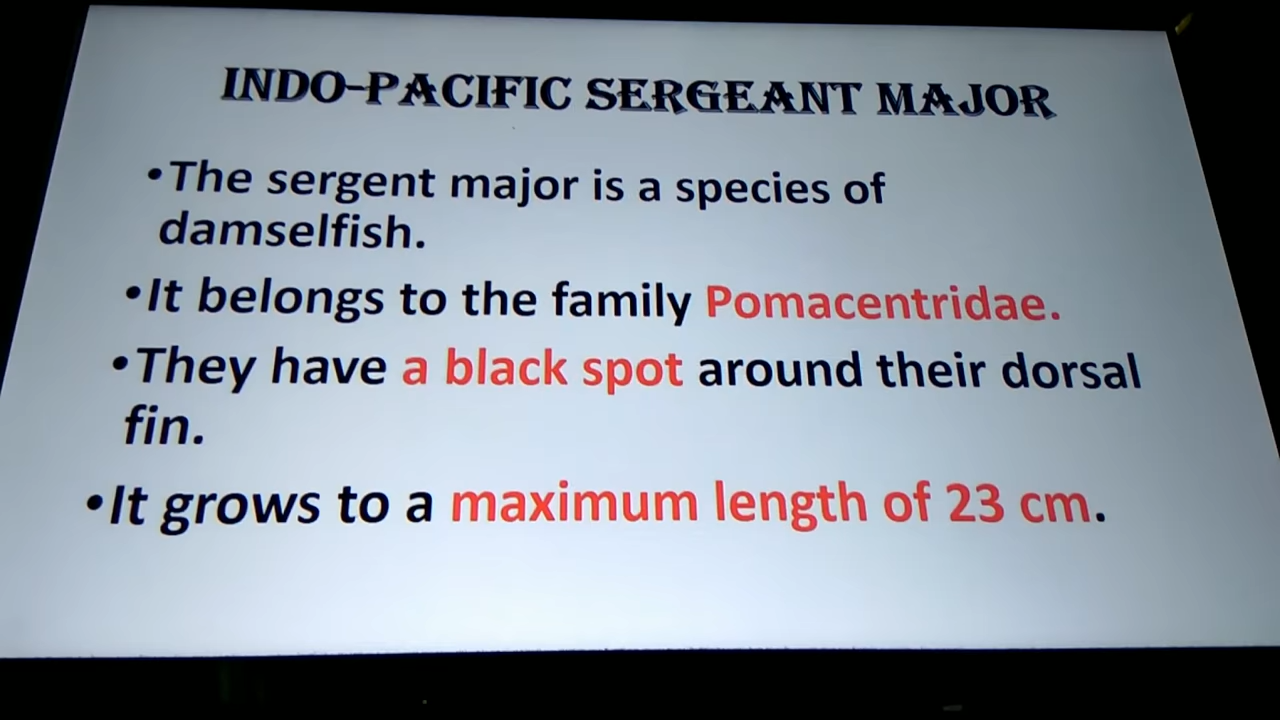 INDO-PACIFIC SERGEANT MAJOR
•The sergent major is a species of
damselfish.
•It belongs to the family Pomacentridae.
•They have a black spot around their dorsal
fin.
•It grows to a maximum length of 23 cm.